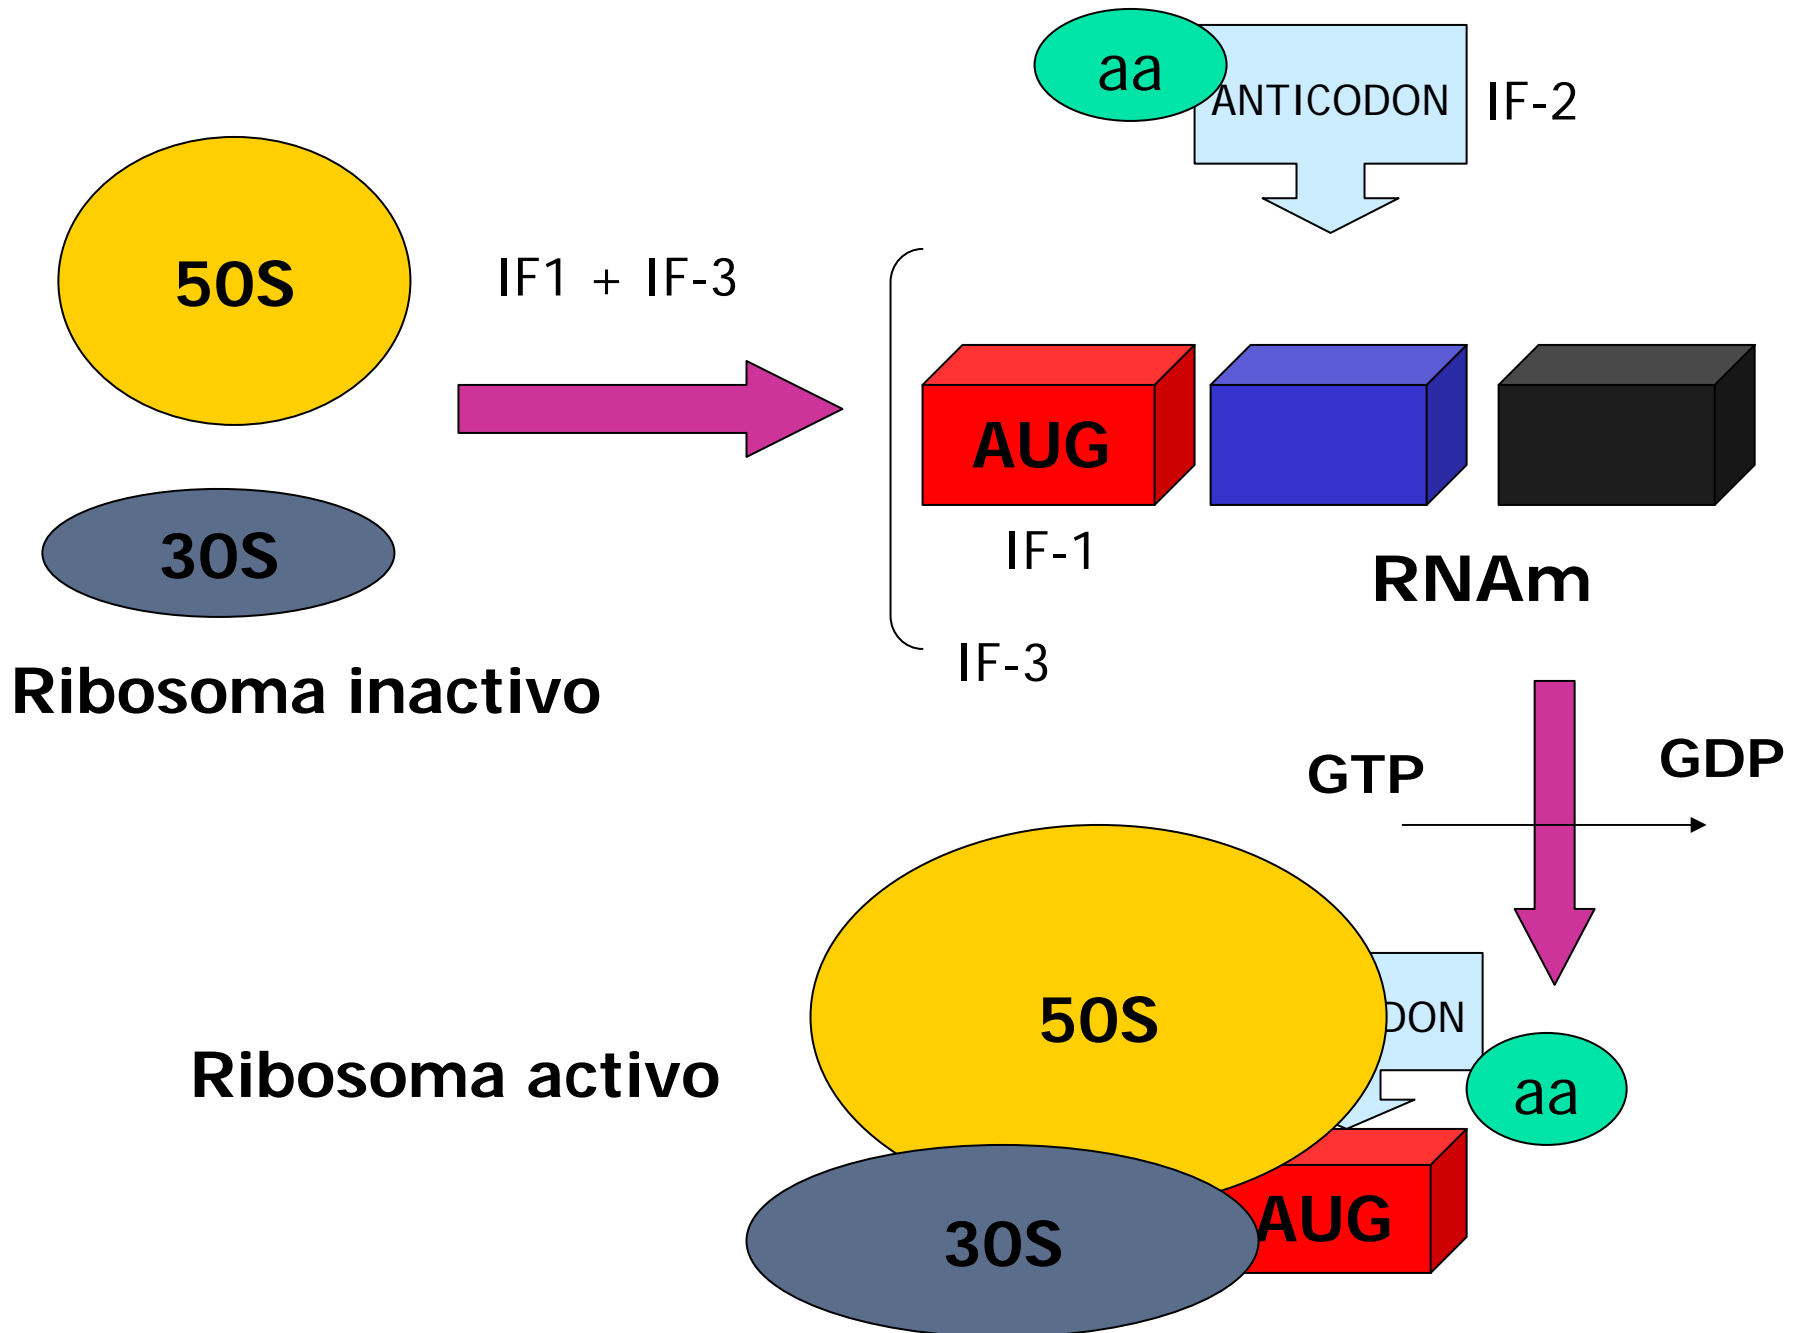 aa
ANTICODON
IF-2
50S
IF1 + IF-3
AUG
30S
IF-1
RNAm
IF-3
Ribosoma inactivo
GTP
GDP
50S
DON
Ribosoma activo
aa
AUG
30S